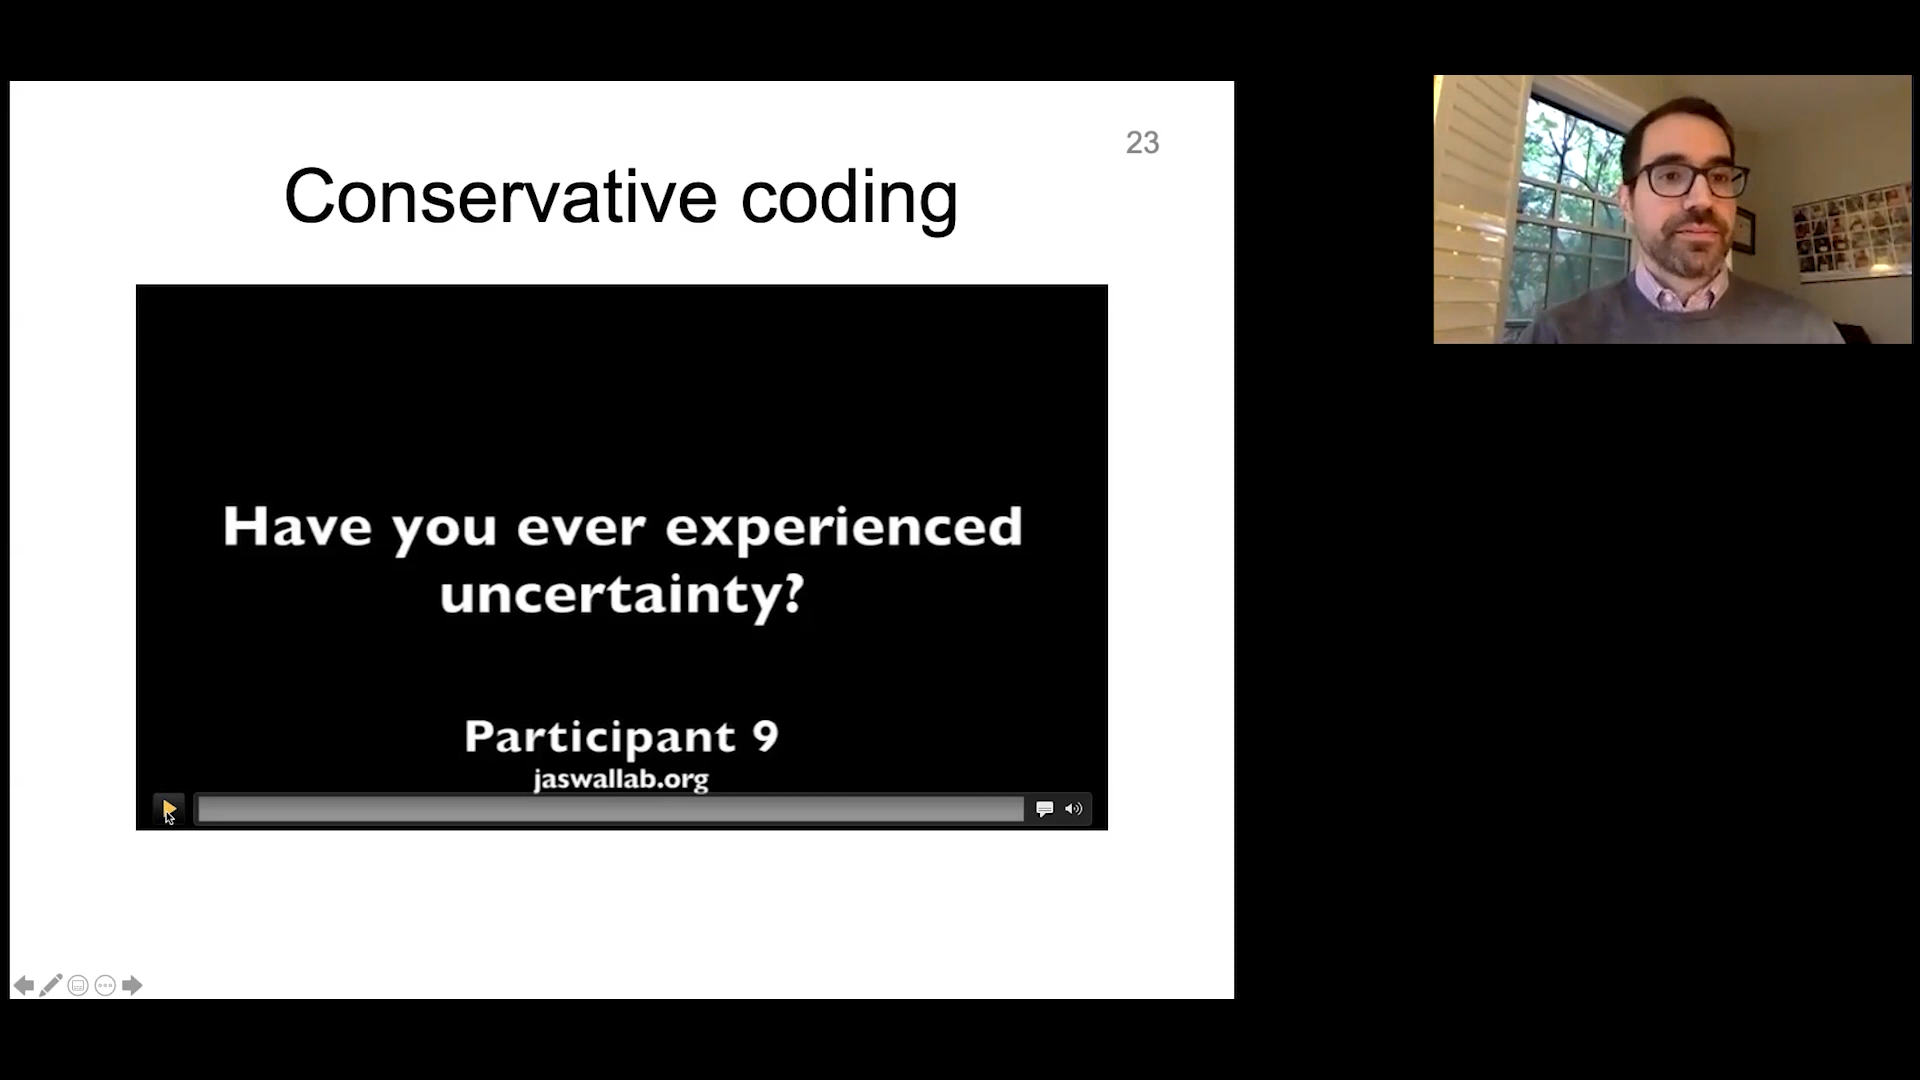 23
Conservative coding
Have you ever experienced
uncertainty?
Participant 9
jaswallab.org